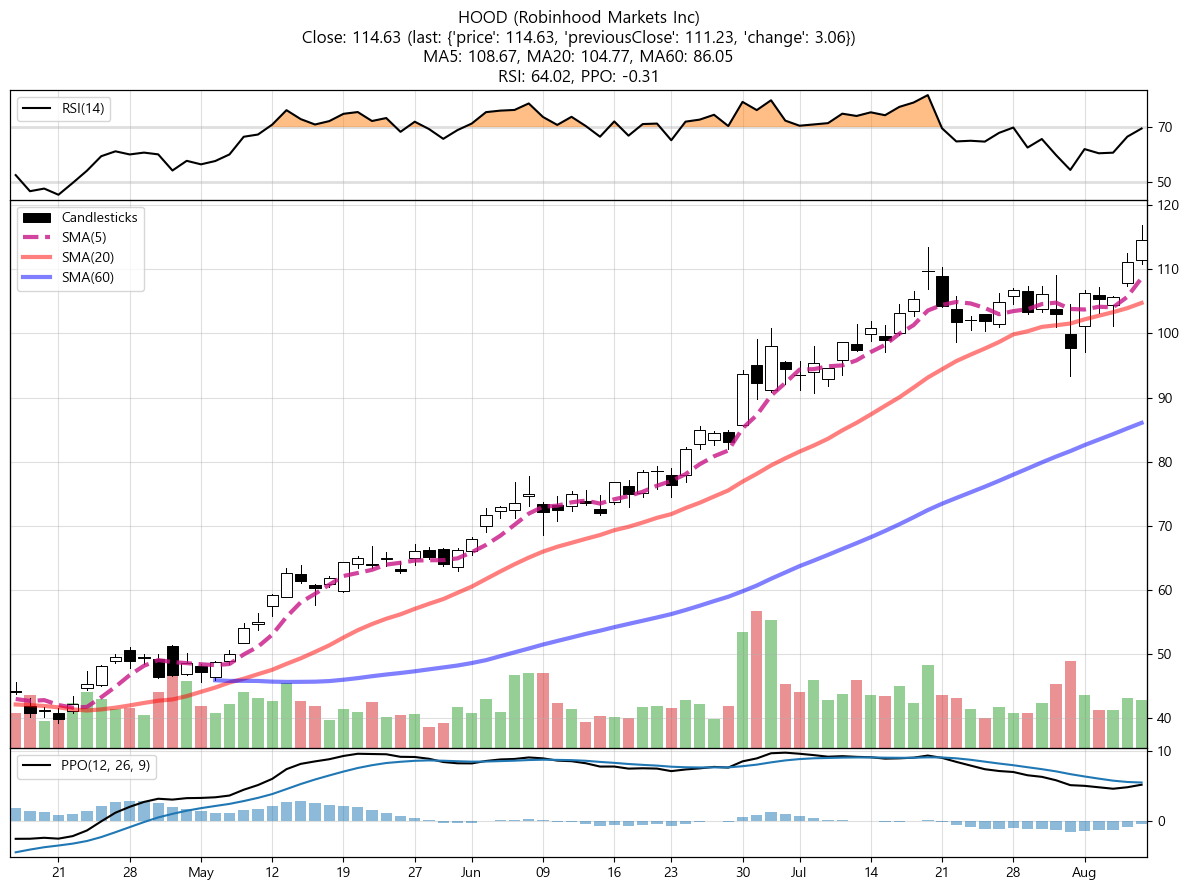 HOOD (Robinhood Markets Inc)
Close: 114.63 (last: {'price': 114.63, 'previousClose': 111.23, 'change': 3.06})
MA5: 108.67, MA20: 104.77, MA60: 86.05
RSI: 64.02, PPO: -0.31
RSI(14)
70
50
Candlesticks
SMA(5)
SMA(20)
SMA(60)
120
110
100
90
80
70
60
50
40
PPO(12, 26, 9)
10
0
21 28 May 12 19 27 Jun 09 16 23 30 Jul 14 21 28 Aug